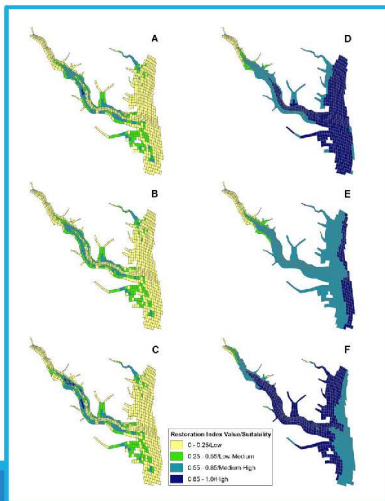 A
D
B
E
C
F
Restoration Index Value/Suitability
0 - 0.25/Low
0.25 - 0.55/Low Medium
0.55 - 0.85/Medium High
0.85 - 1.0/High